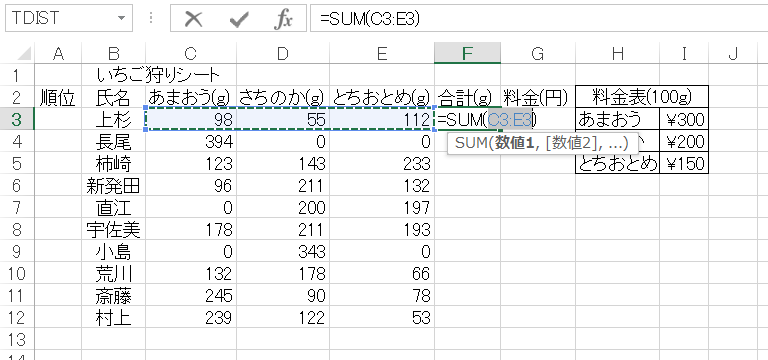 TDIST =SUM(C3:E3)
A B C D E F G H I J
1 いちご狩りシート
2 順位 氏名 あまおう(g) さちのか(g) とちおとめ(g) 合計(g) 料金(円) 料金表(100g)
3 上杉 98 55 112 =SUM(C3:E3) あまおう ¥300
4 長尾 394 0 0 か ¥200
SUM(数値1, [数値2], ...)
5 柿崎 123 143 233 とちおとめ ¥150
6 新発田 96 211 132
7 直江 0 200 197
8 宇佐美 178 211 193
9 小島 0 343 0
10 荒川 132 178 66
11 斎藤 245 90 78
12 村上 239 122 53
13